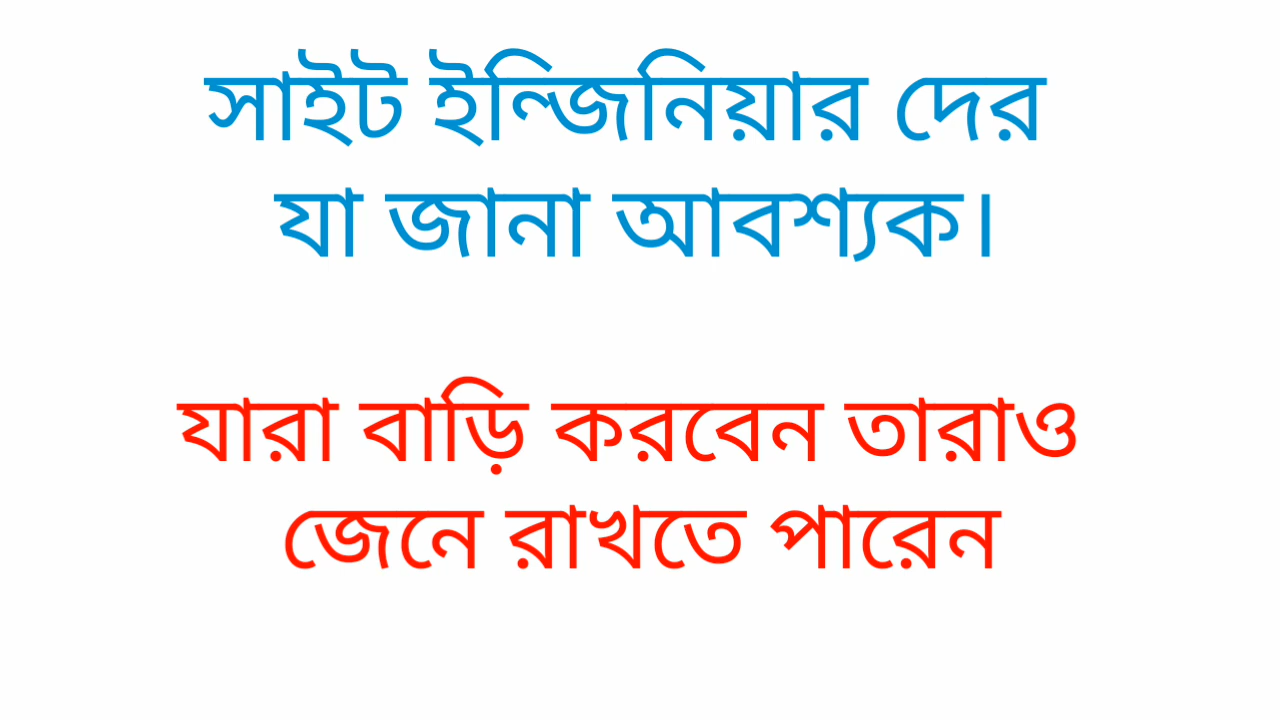 সাইট ইন্জিনিয়ার দের
যা জানা আবশ্যক।
যারা বাড়ি করবেন তারাও
জেনে রাখতে পারেন